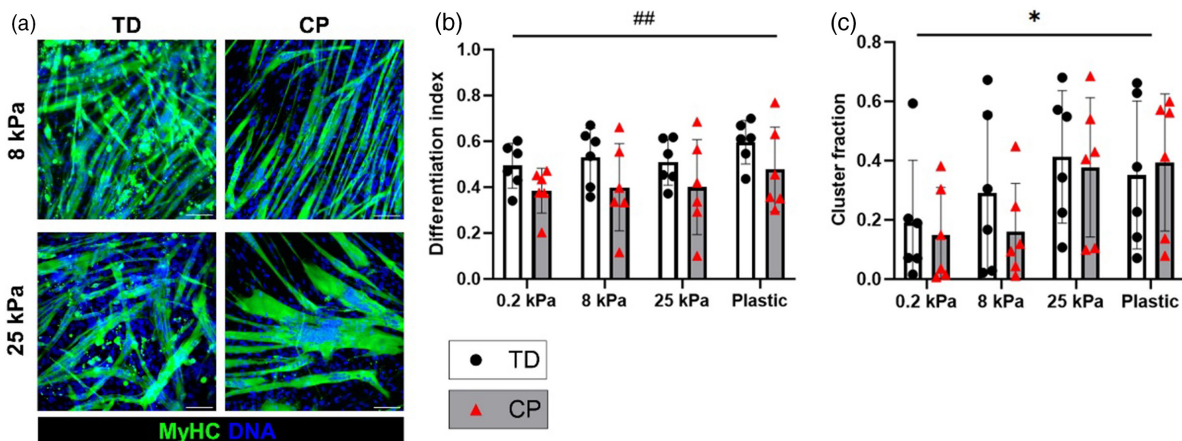 (a)
TD CP
8 kPa
25 kPa
MyHC DNA
(b)
##
Differentiation index
1.0
0.8
0.6
0.4
0.2
0.0
0.2 kPa 8 kPa 25 kPa Plastic
TD
CP
(c)
*
Cluster fraction
0.8
0.6
0.4
0.2
0.0
0.2 kPa 8 kPa 25 kPa Plastic